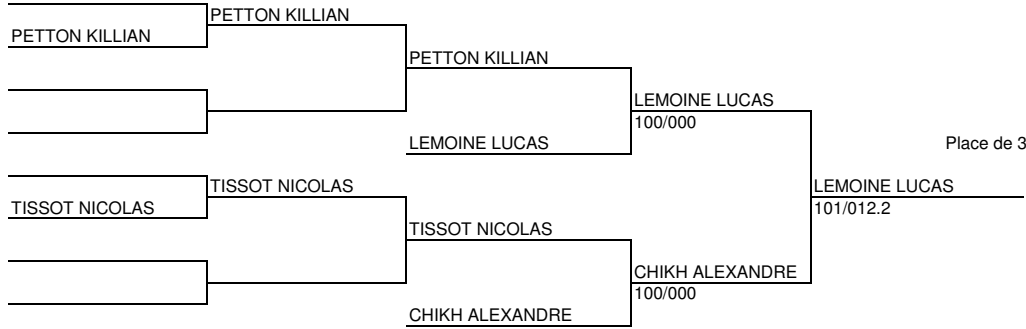 PETTON KILLIAN
PETTON KILLIAN
PETTON KILLIAN
LEMOINE LUCAS
100/000
LEMOINE LUCAS
Place de 3
TISSOT NICOLAS
LEMOINE LUCAS
TISSOT NICOLAS
101/012.2
TISSOT NICOLAS
CHIKH ALEXANDRE
100/000
CHIKH ALEXANDRE